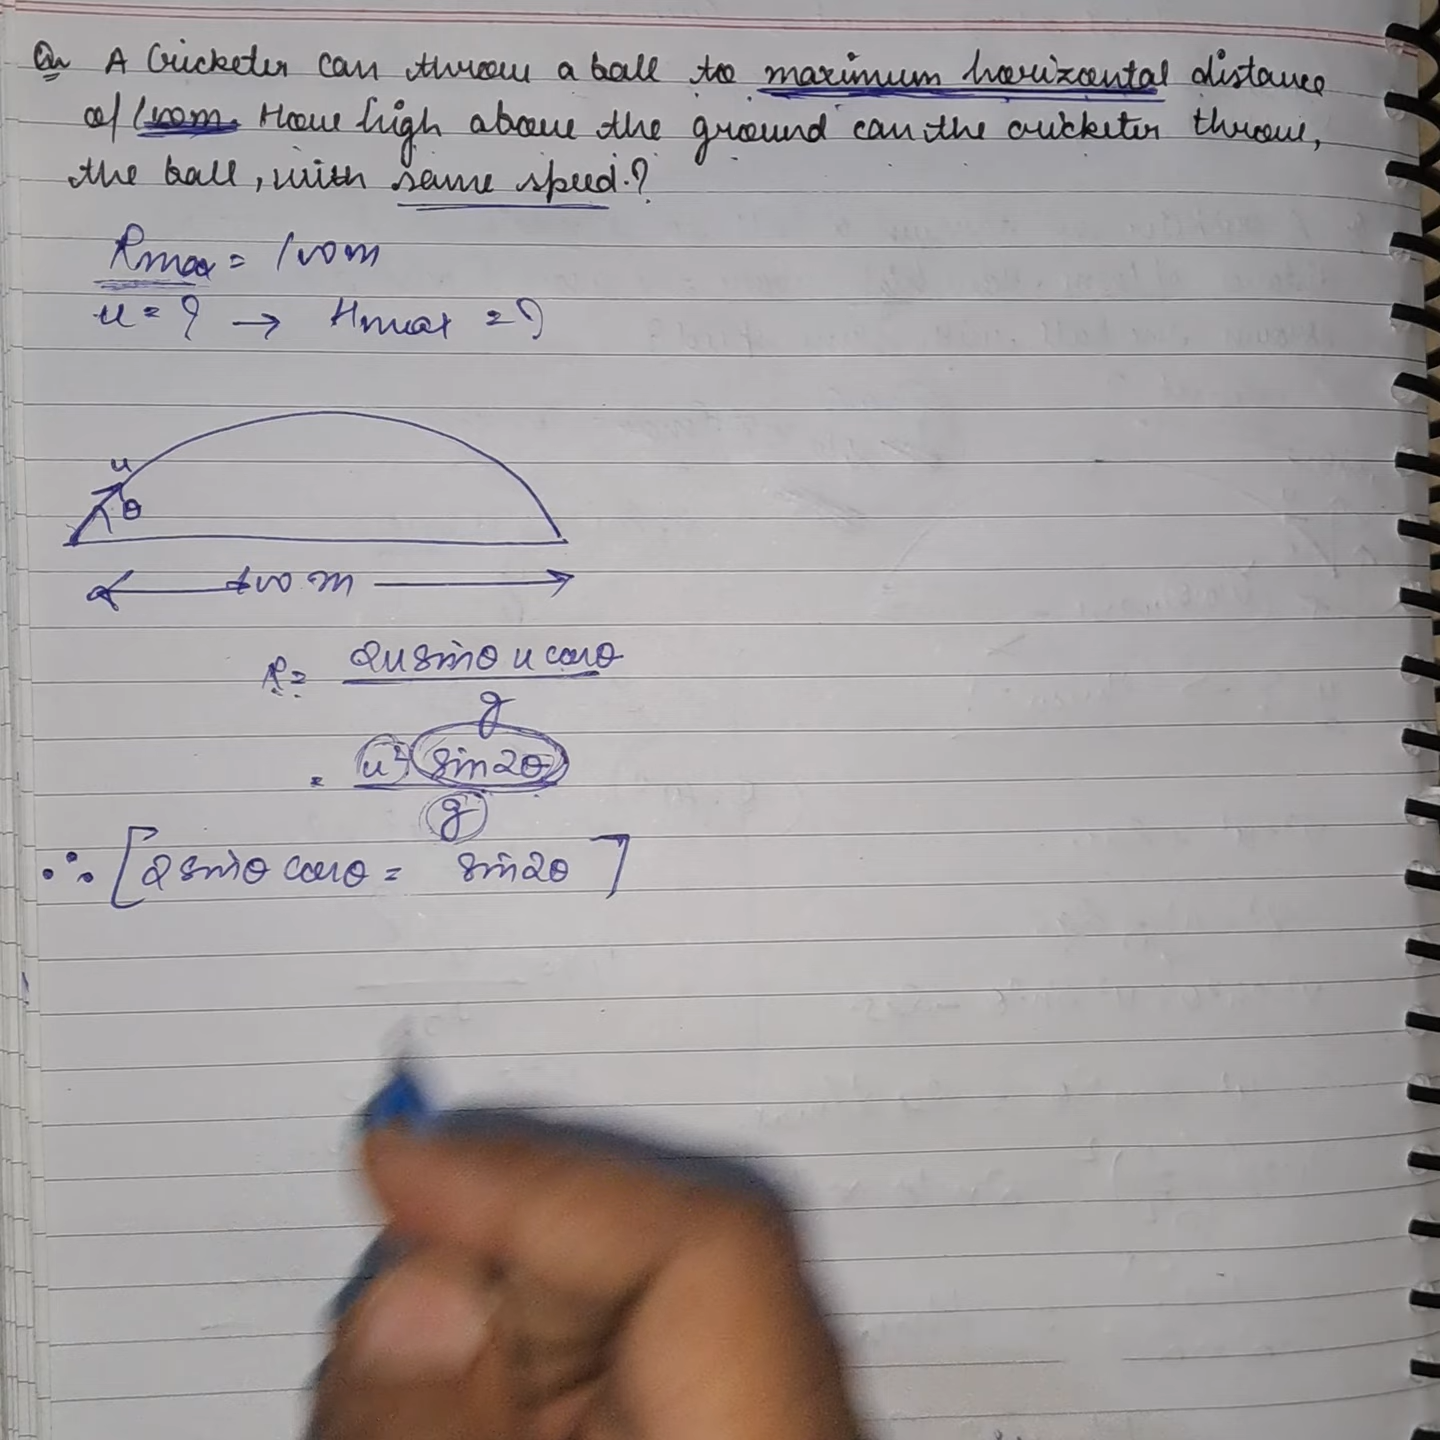 Qn A Cricketer can throw a ball to maximum horizontal distance
of 100m. How high above the ground can the cricketer throw,
the ball, with same speed.?
Rmax = 100m
u = ? → Hmax = ?
u
θ
100 m
R = 2u sinθ u cosθ / g
= u² sin2θ / g
∴ [2 sinθ cosθ = sin2θ]